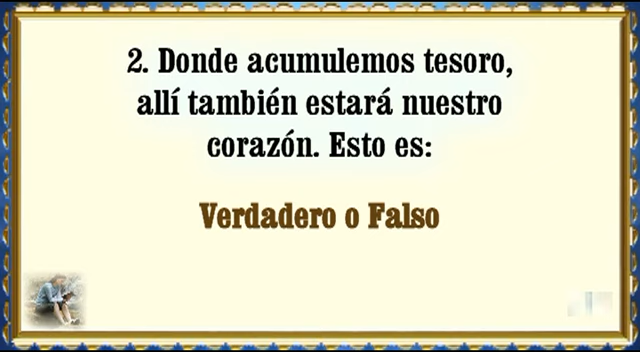 2. Donde acumulemos tesoro,
allí también estará nuestro
corazón. Esto es:
Verdadero o Falso